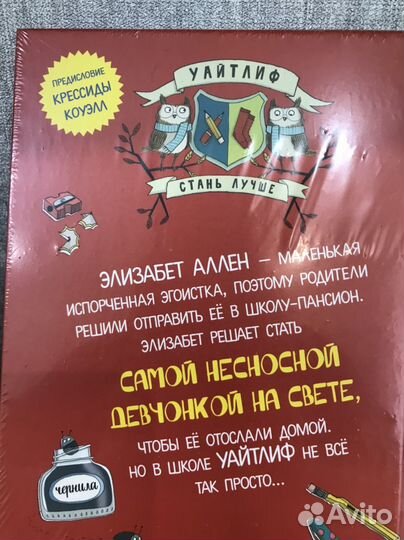 ПРЕДИСЛОВИЕ
КРЕССИДЫ
КОУЭЛЛ
УАЙТЛИФ
СТАНЬ ЛУЧШЕ
ЭЛИЗАБЕТ АЛЛЕН – МАЛЕНЬКАЯ
ИСПОРЧЕННАЯ ЭГОИСТКА, ПОЭТОМУ РОДИТЕЛИ
РЕШИЛИ ОТПРАВИТЬ ЕЁ В ШКОЛУ-ПАНСИОН.
ЭЛИЗАБЕТ РЕШАЕТ СТАТЬ
САМОЙ НЕСНОСНОЙ
ДЕВЧОНКОЙ НА СВЕТЕ,
ЧТОБЫ ЕЁ ОТОСЛАЛИ ДОМОЙ.
НО В ШКОЛЕ УАЙТЛИФ НЕ ВСЁ
ТАК ПРОСТО...
чернила
Avito